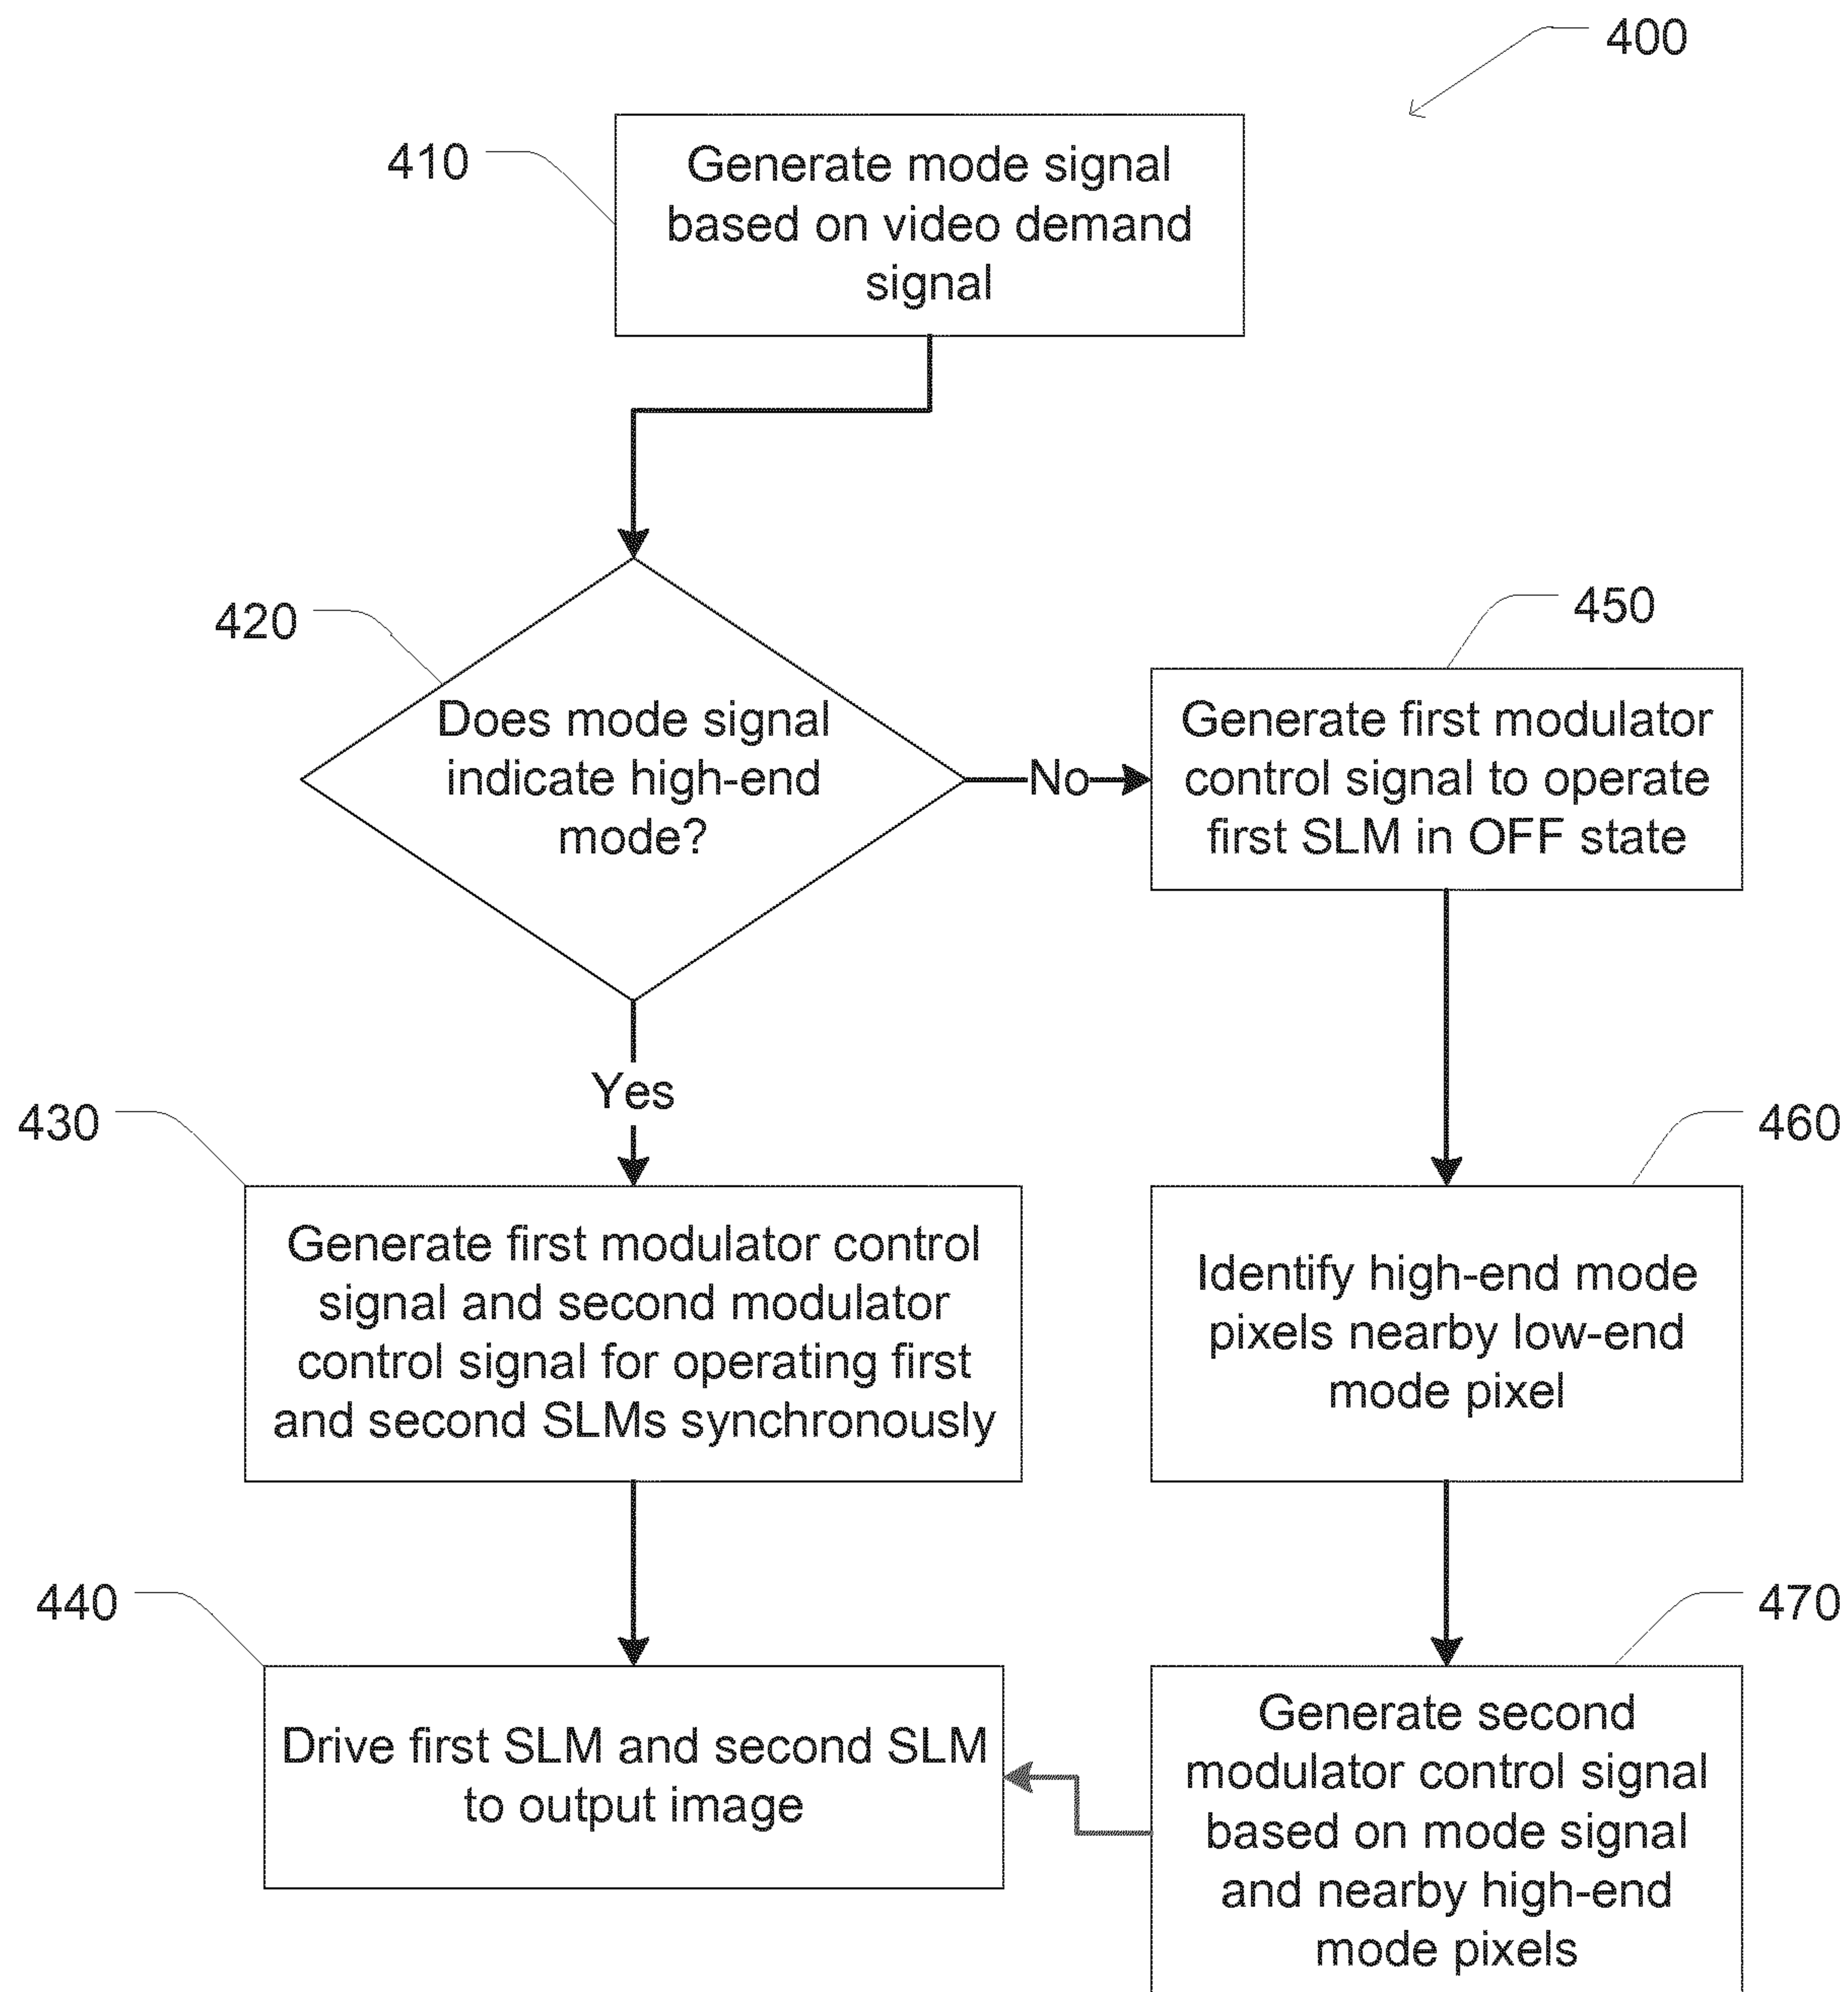 400
410
Generate mode signal
based on video demand
signal
420
Does mode signal
indicate high-end
mode?
No
450
Generate first modulator
control signal to operate
first SLM in OFF state
Yes
430
Generate first modulator control
signal and second modulator
control signal for operating first
and second SLMs synchronously
460
Identify high-end mode
pixels nearby low-end
mode pixel
440
Drive first SLM and second SLM
to output image
470
Generate second
modulator control signal
based on mode signal
and nearby high-end
mode pixels